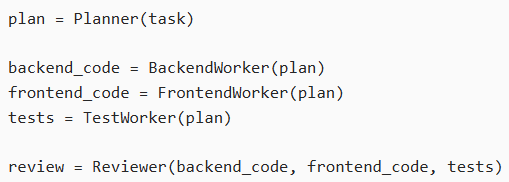 plan = Planner(task)
backend_code = BackendWorker(plan)
frontend_code = FrontendWorker(plan)
tests = TestWorker(plan)
review = Reviewer(backend_code, frontend_code, tests)